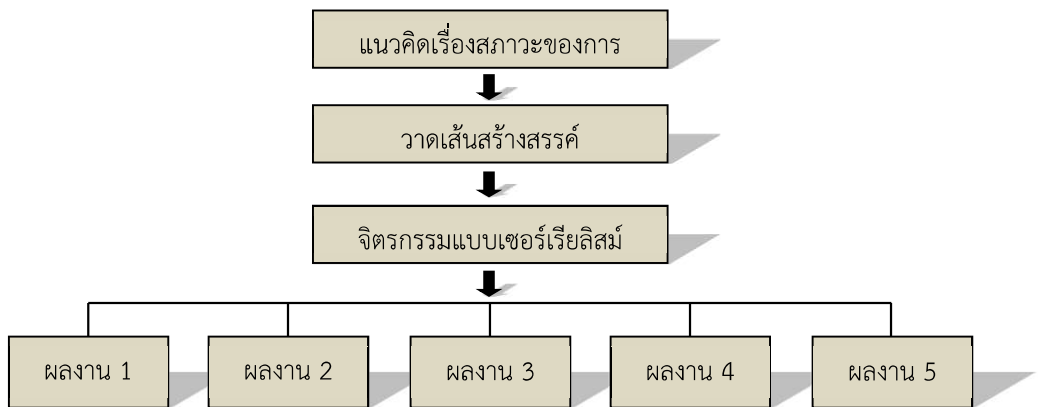 แนวคิดเรื่องสภาวะของการ
วาดเส้นสร้างสรรค์
จิตรกรรมแบบเซอร์เรียลิสม์
ผลงาน 1
ผลงาน 2
ผลงาน 3
ผลงาน 4
ผลงาน 5